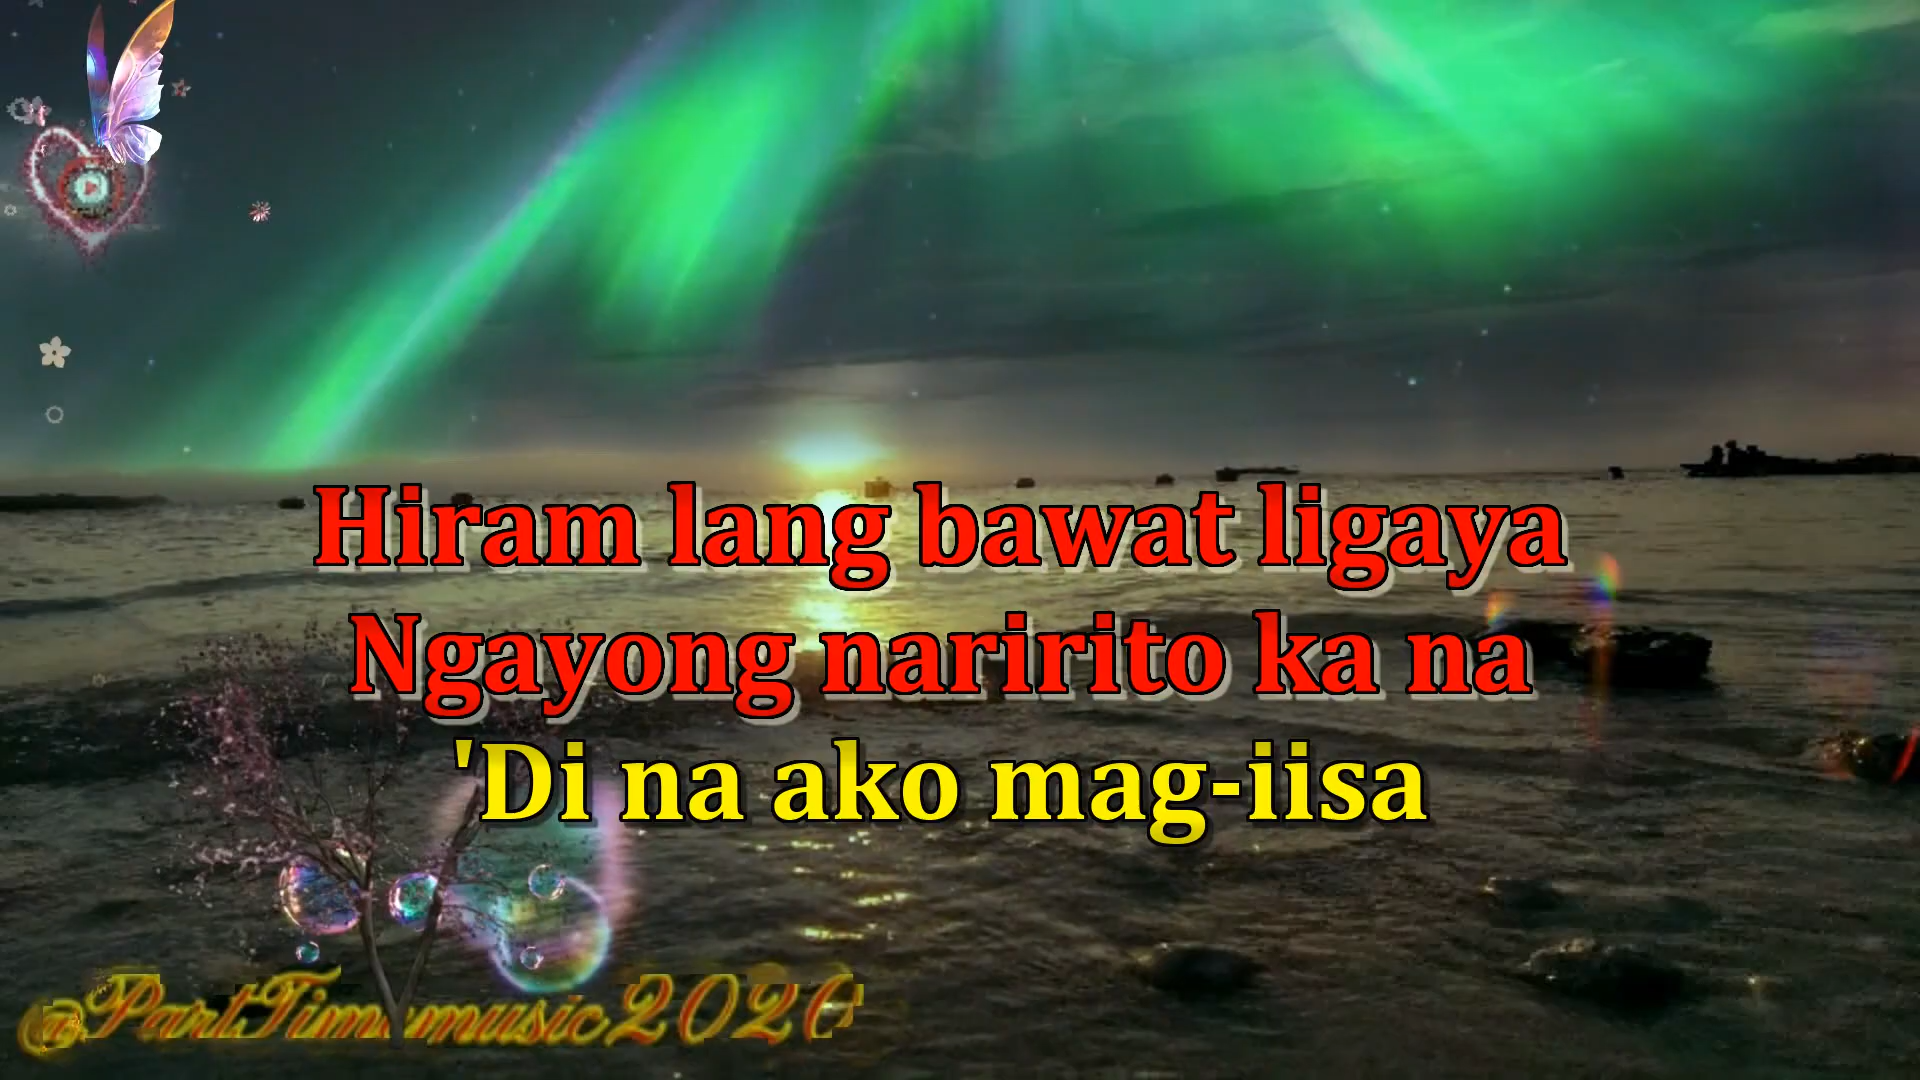 Hiram lang bawat ligaya
Ngayong naririto ka na
'Di na ako mag-iisa
@PartTimemusic2020